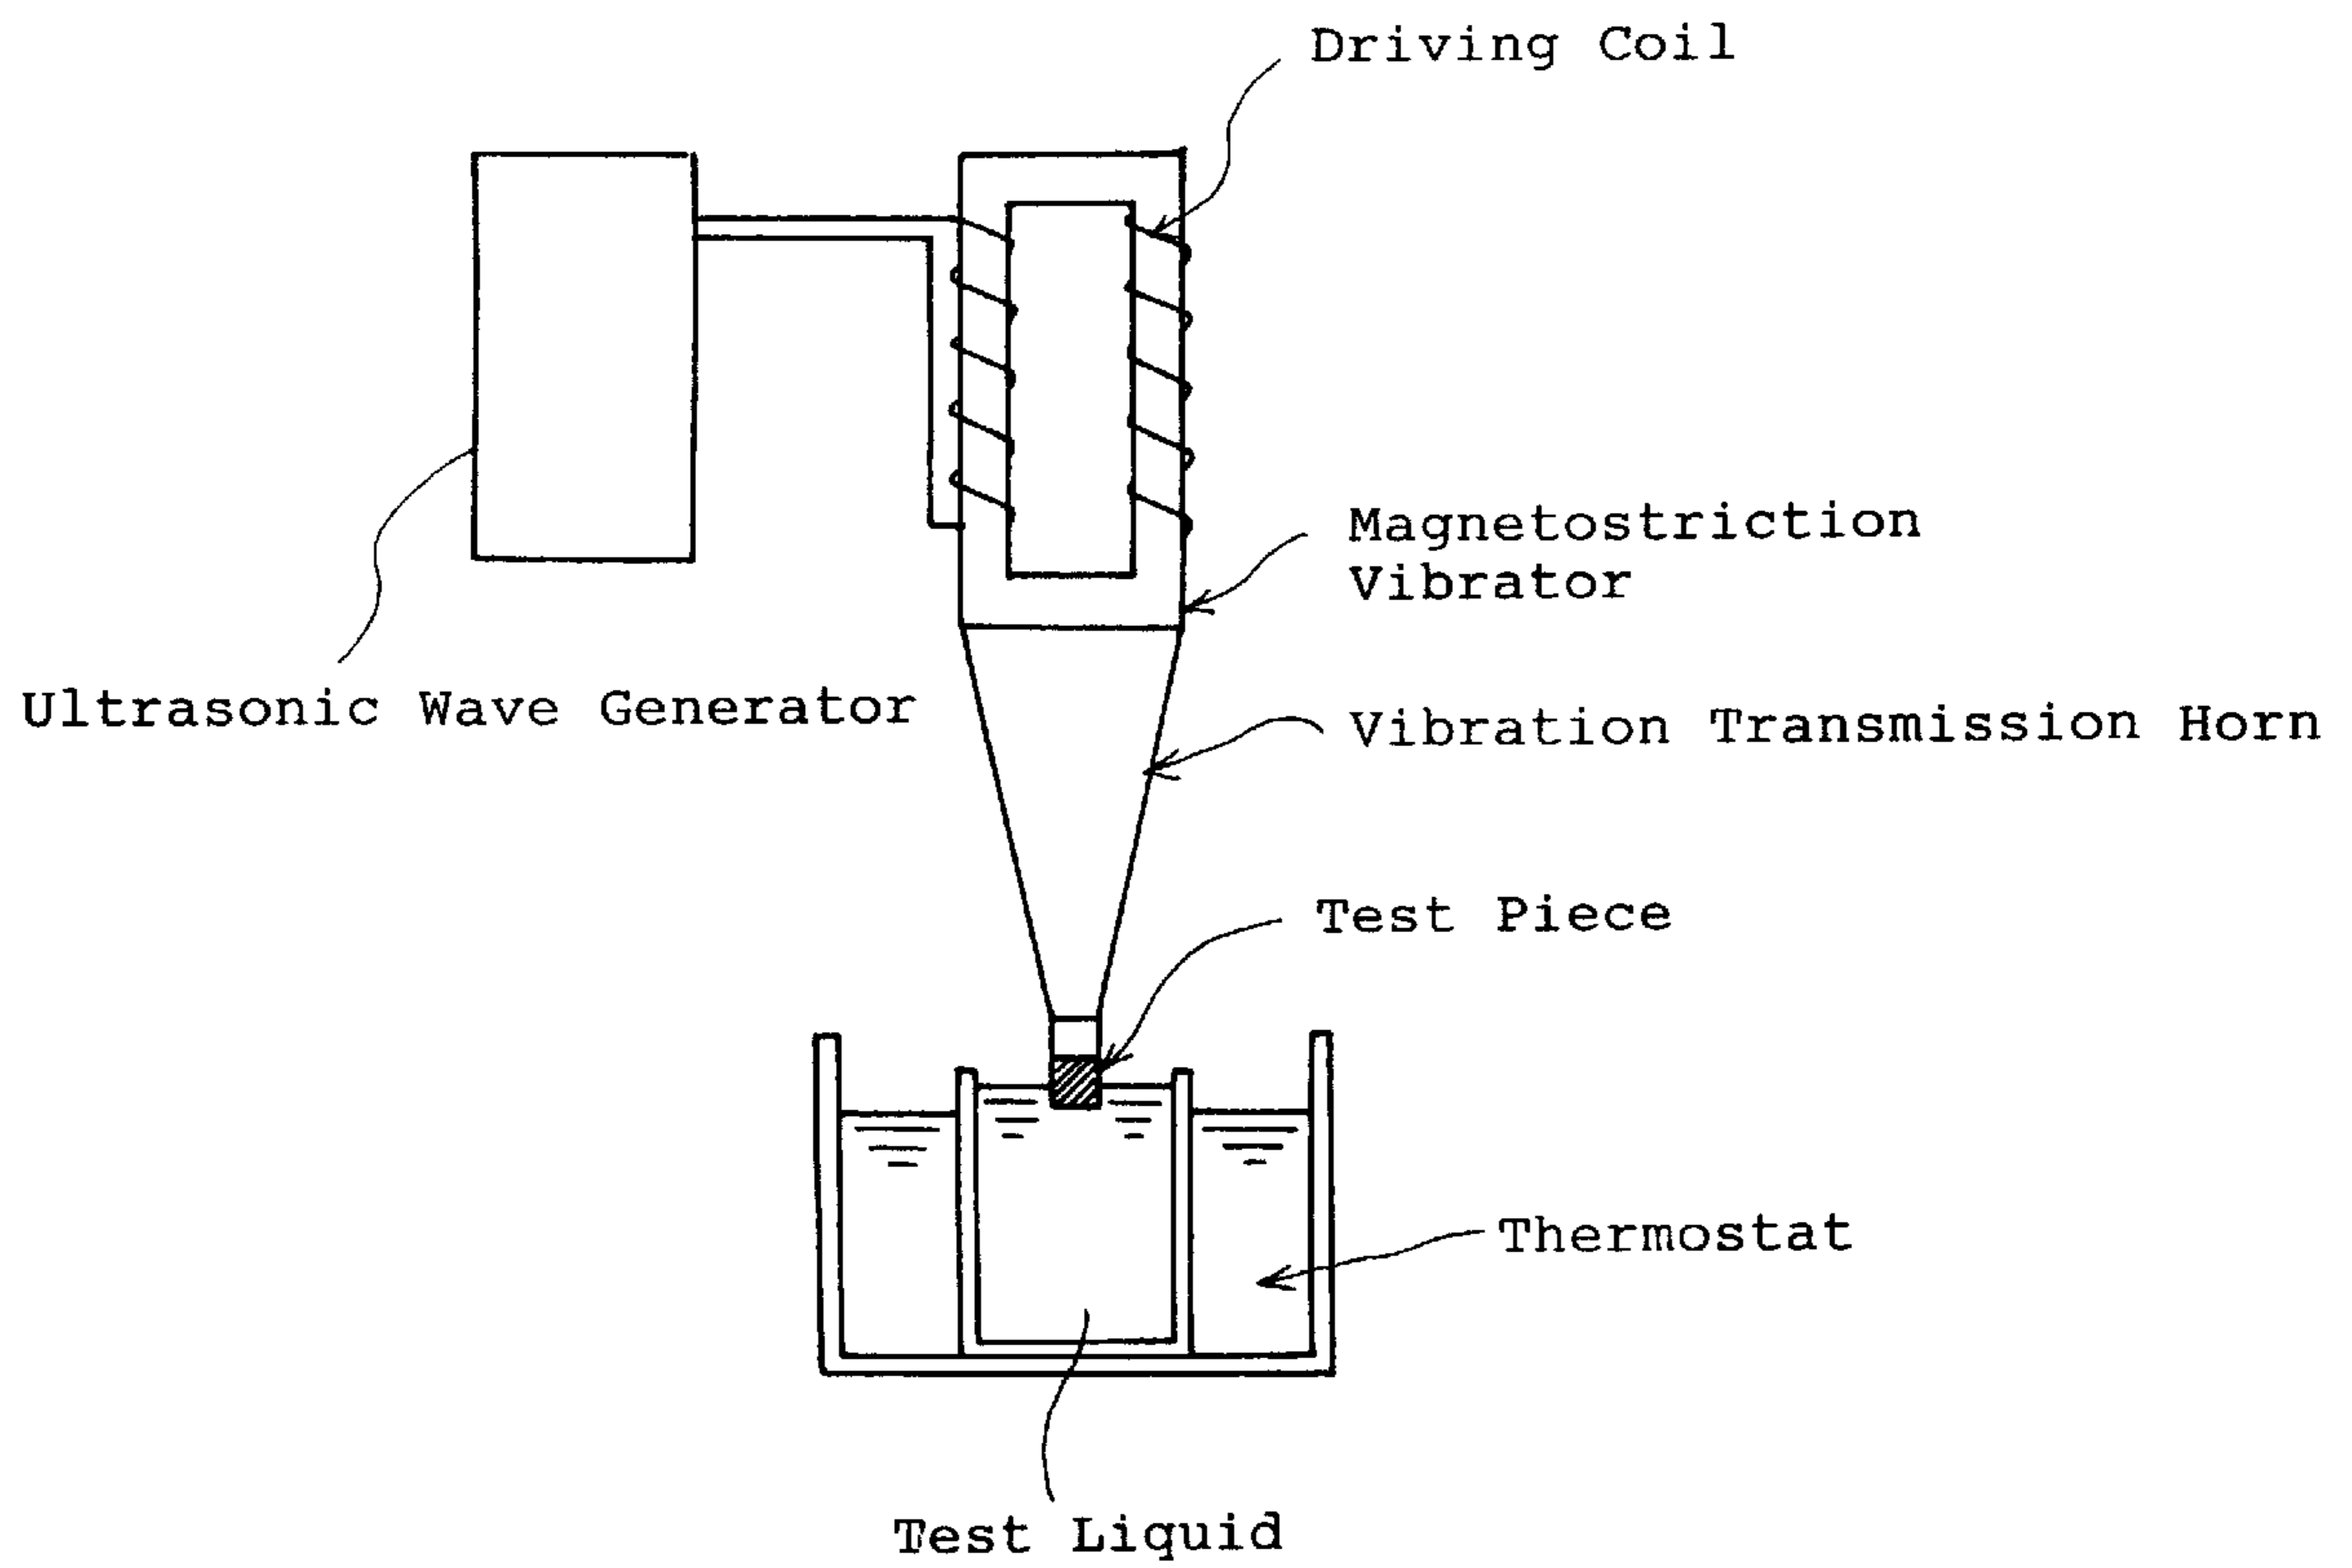 Driving Coil
Magnetostriction
Vibrator
Ultrasonic Wave Generator
Vibration Transmission Horn
Test Piece
Thermostat
Test Liquid